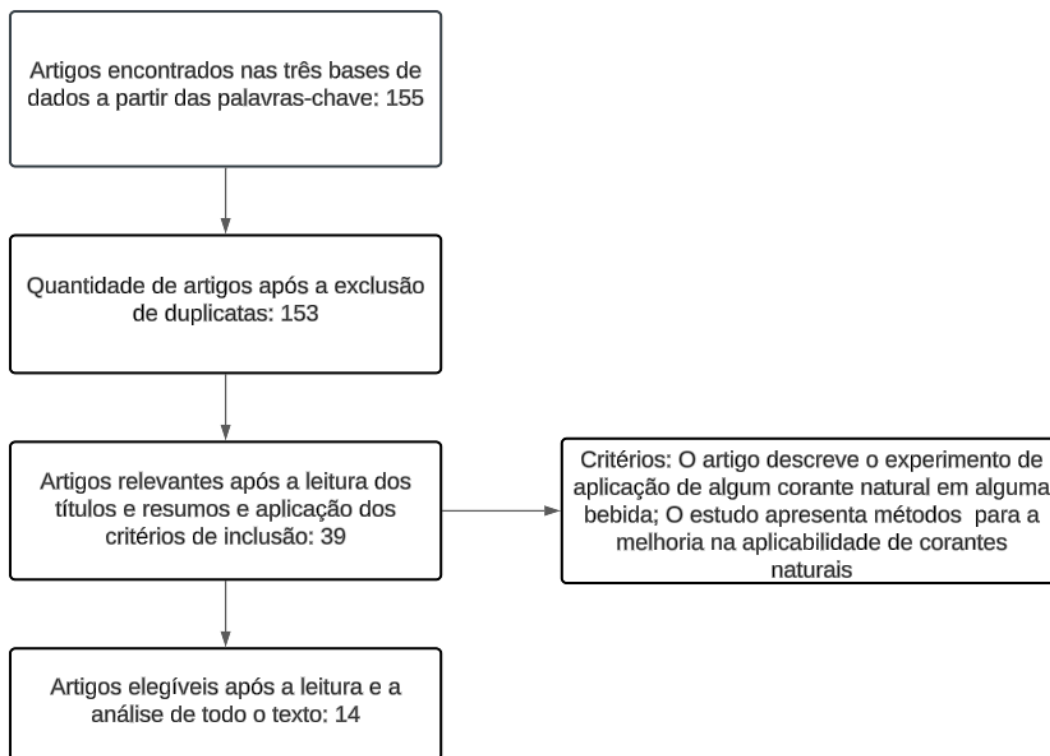 Artigos encontrados nas três bases de
dados a partir das palavras-chave: 155
Quantidade de artigos após a exclusão
de duplicatas: 153
Artigos relevantes após a leitura dos
títulos e resumos e aplicação dos
critérios de inclusão: 39
Critérios: O artigo descreve o experimento de
aplicação de algum corante natural em alguma
bebida; O estudo apresenta métodos  para a
melhoria na aplicabilidade de corantes
naturais
Artigos elegíveis após a leitura e a
análise de todo o texto: 14